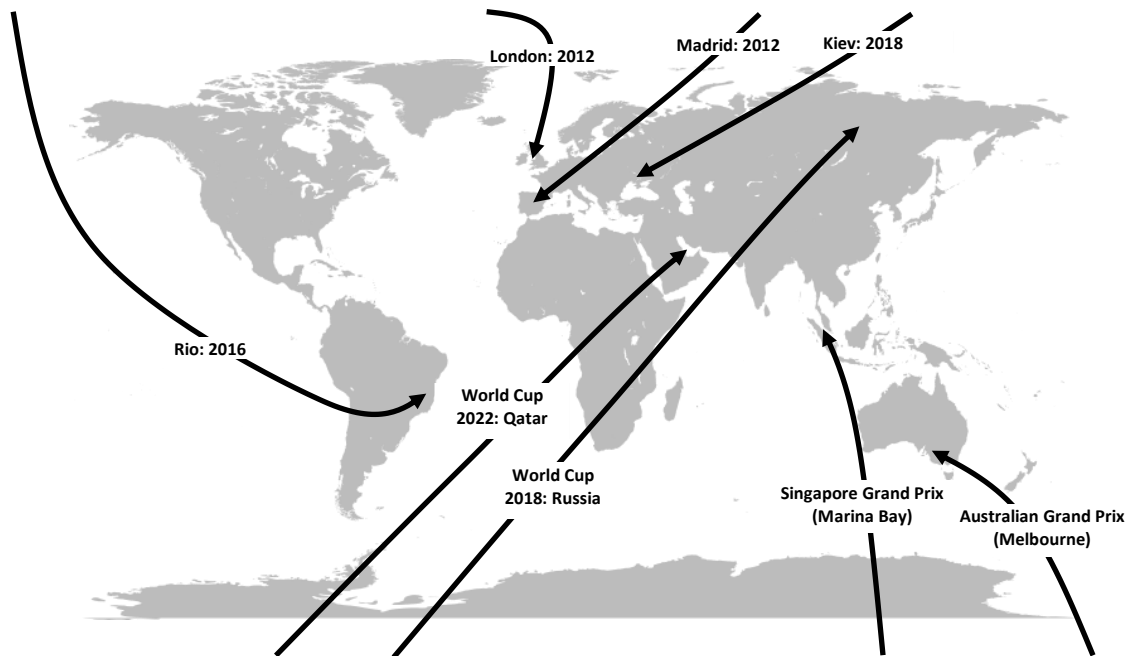 London: 2012
Madrid: 2012
Kiev: 2018
Rio: 2016
World Cup
2022: Qatar
World Cup
2018: Russia
Singapore Grand Prix
(Marina Bay)
Australian Grand Prix
(Melbourne)